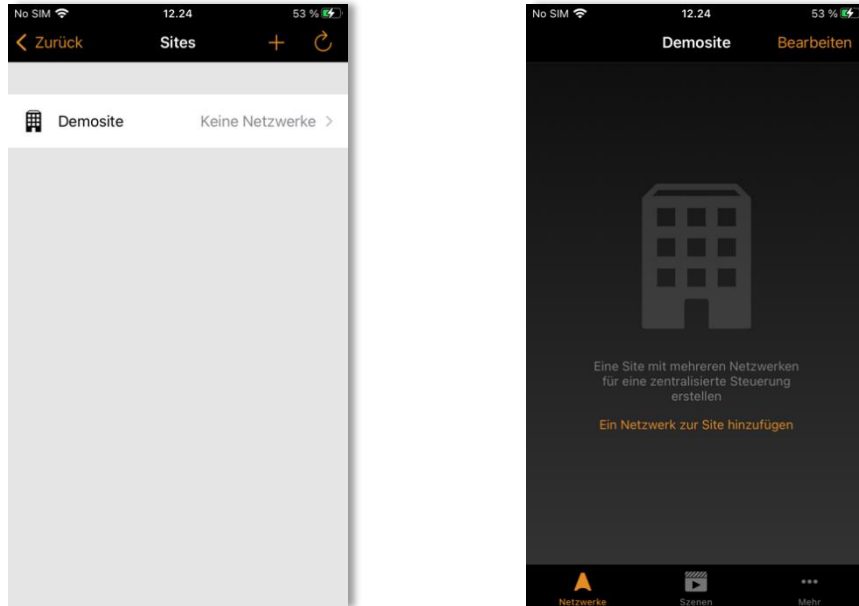 No SIM 12.24 53 %
Zurück Sites
Demosite Keine Netzwerke
No SIM 12.24 53 %
Demosite Bearbeiten
Eine Site mit mehreren Netzwerken
für eine zentralisierte Steuerung
erstellen
Ein Netzwerk zur Site hinzufügen
Netzwerke Szenen Mehr